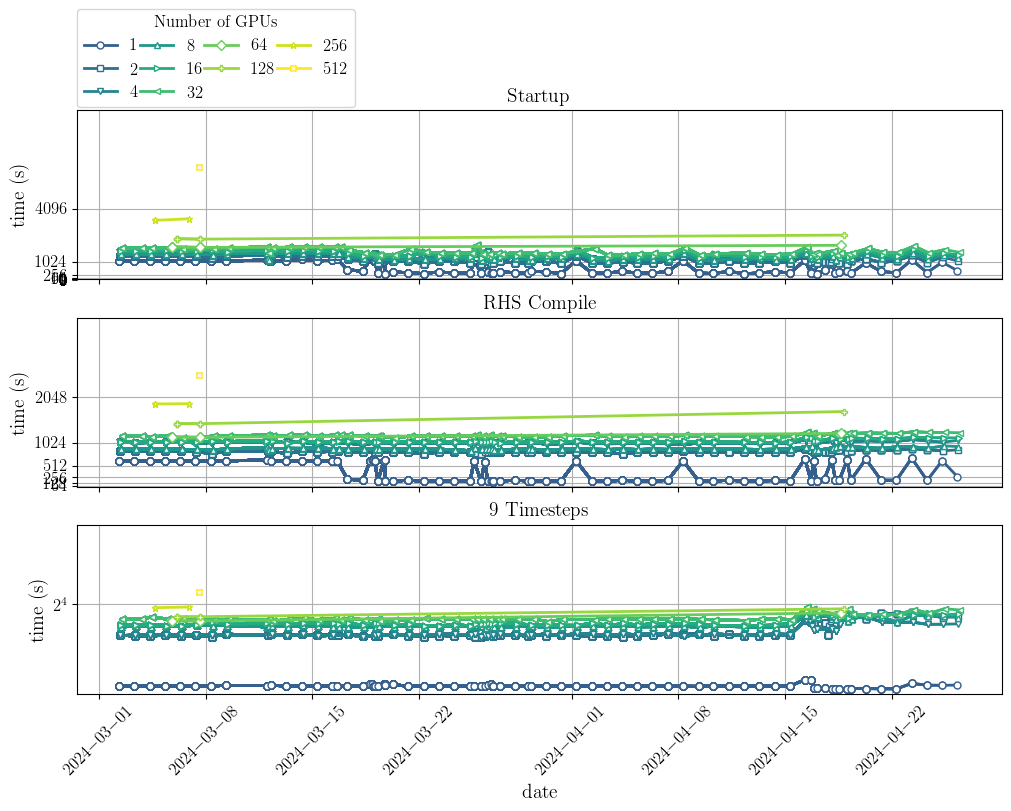 Number of GPUs
1 8 64 256
2 16 128 512
4 32
Startup
time (s)
4096
1024
256
RHS Compile
time (s)
2048
1024
512
256
9 Timesteps
time (s)
2^4
2024-03-01 2024-03-08 2024-03-15 2024-03-22 2024-04-01 2024-04-08 2024-04-15 2024-04-22
date